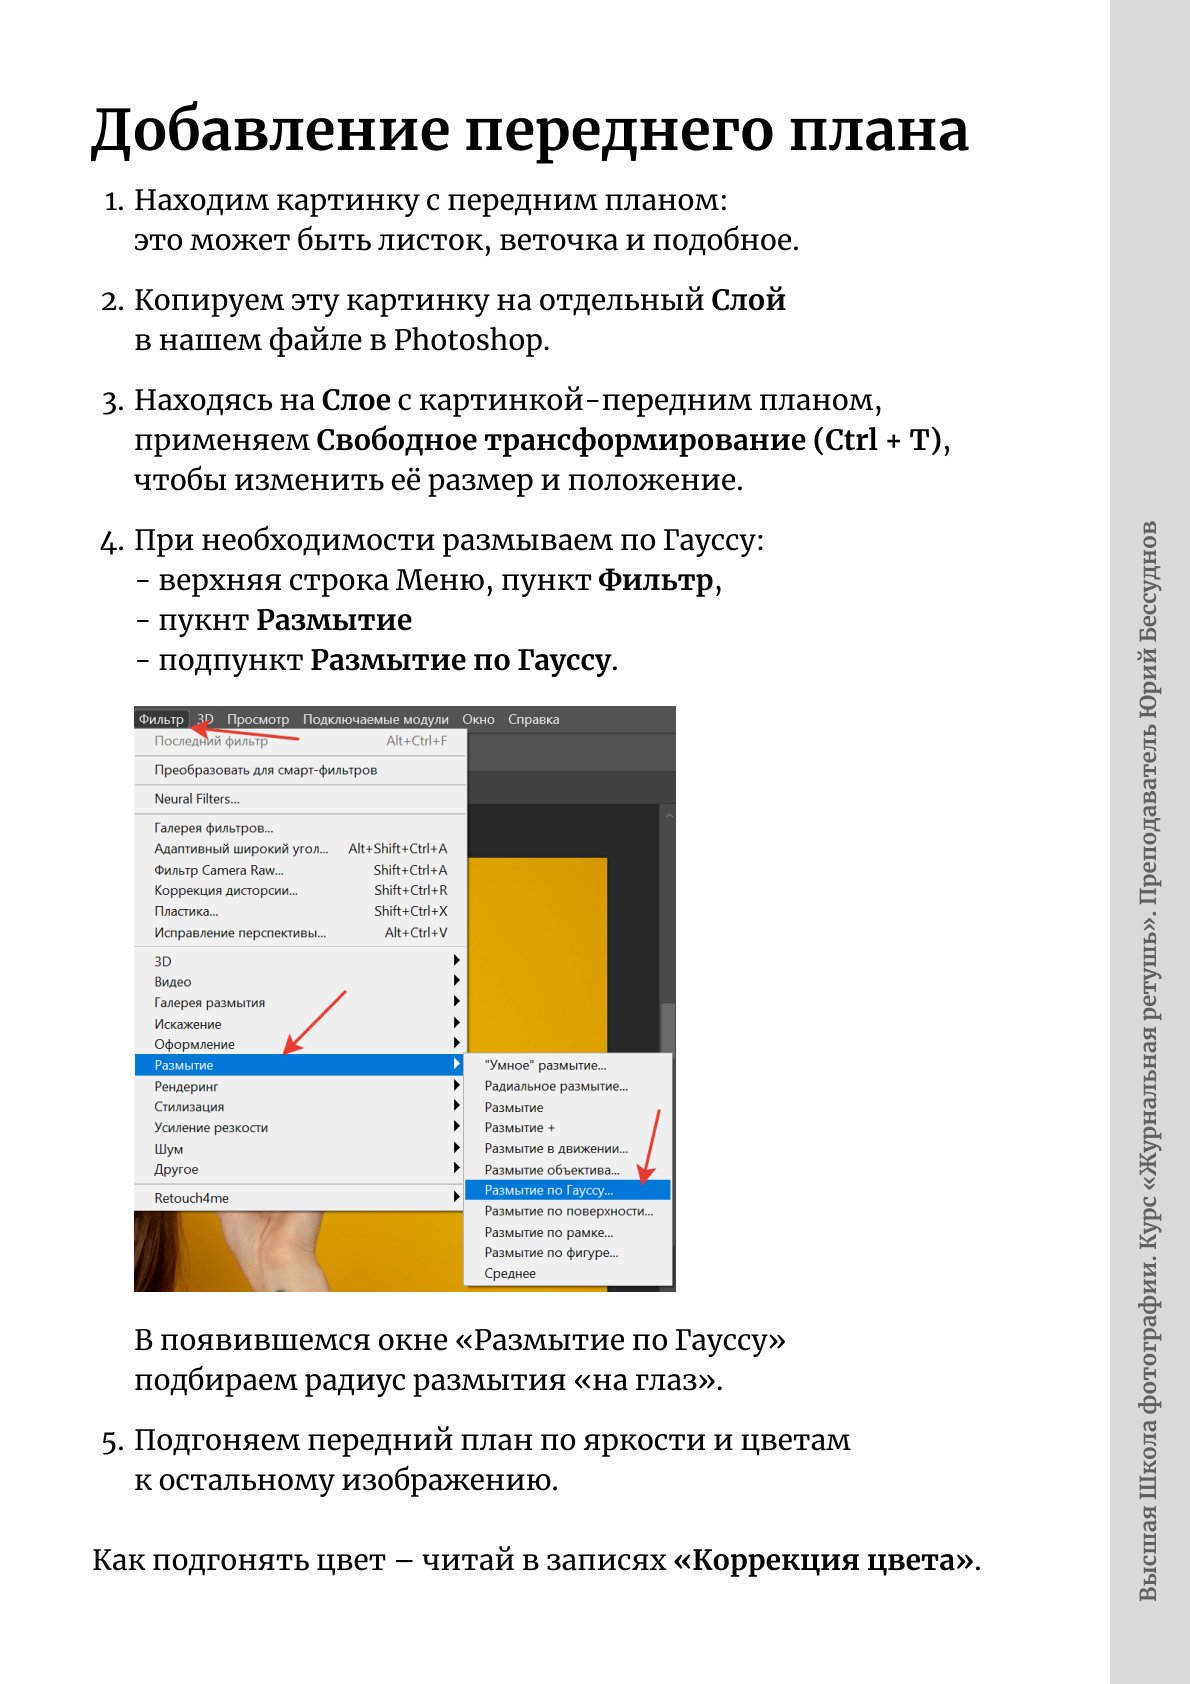 Добавление переднего плана
1. Находим картинку с передним планом:
это может быть листок, веточка и подобное.
2. Копируем эту картинку на отдельный Слой
в нашем файле в Photoshop.
3. Находясь на Слое с картинкой-передним планом,
применяем Свободное трансформирование (Ctrl + T),
чтобы изменить её размер и положение.
4. При необходимости размываем по Гауссу:
- верхняя строка Меню, пункт Фильтр,
- пукнт Размытие
- подпункт Размытие по Гауссу.
Фильтр 3D Просмотр Подключаемые модули Окно Справка
Последний фильтр Alt+Ctrl+F
Преобразовать для смарт-фильтров
Neural Filters...
Галерея фильтров...
Адаптивный широкий угол... Alt+Shift+Ctrl+A
Фильтр Camera Raw... Shift+Ctrl+A
Коррекция дисторсии... Shift+Ctrl+R
Пластика... Shift+Ctrl+X
Исправление перспективы... Alt+Ctrl+V
3D
Видео
Галерея размытия
Искажение
Оформление
Размытие
Рендеринг
Стилизация
Усиление резкости
Шум
Другое
Retouch4me
"Умное" размытие...
Радиальное размытие...
Размытие
Размытие +
Размытие в движении...
Размытие объектива...
Размытие по Гауссу...
Размытие по поверхности...
Размытие по рамке...
Размытие по фигуре...
Среднее
В появившемся окне «Размытие по Гауссу»
подбираем радиус размытия «на глаз».
5. Подгоняем передний план по яркости и цветам
к остальному изображению.
Как подгонять цвет – читай в записях «Коррекция цвета».
Высшая Школа фотографии. Курс «Журнальная ретушь». Преподаватель Юрий Бессуднов